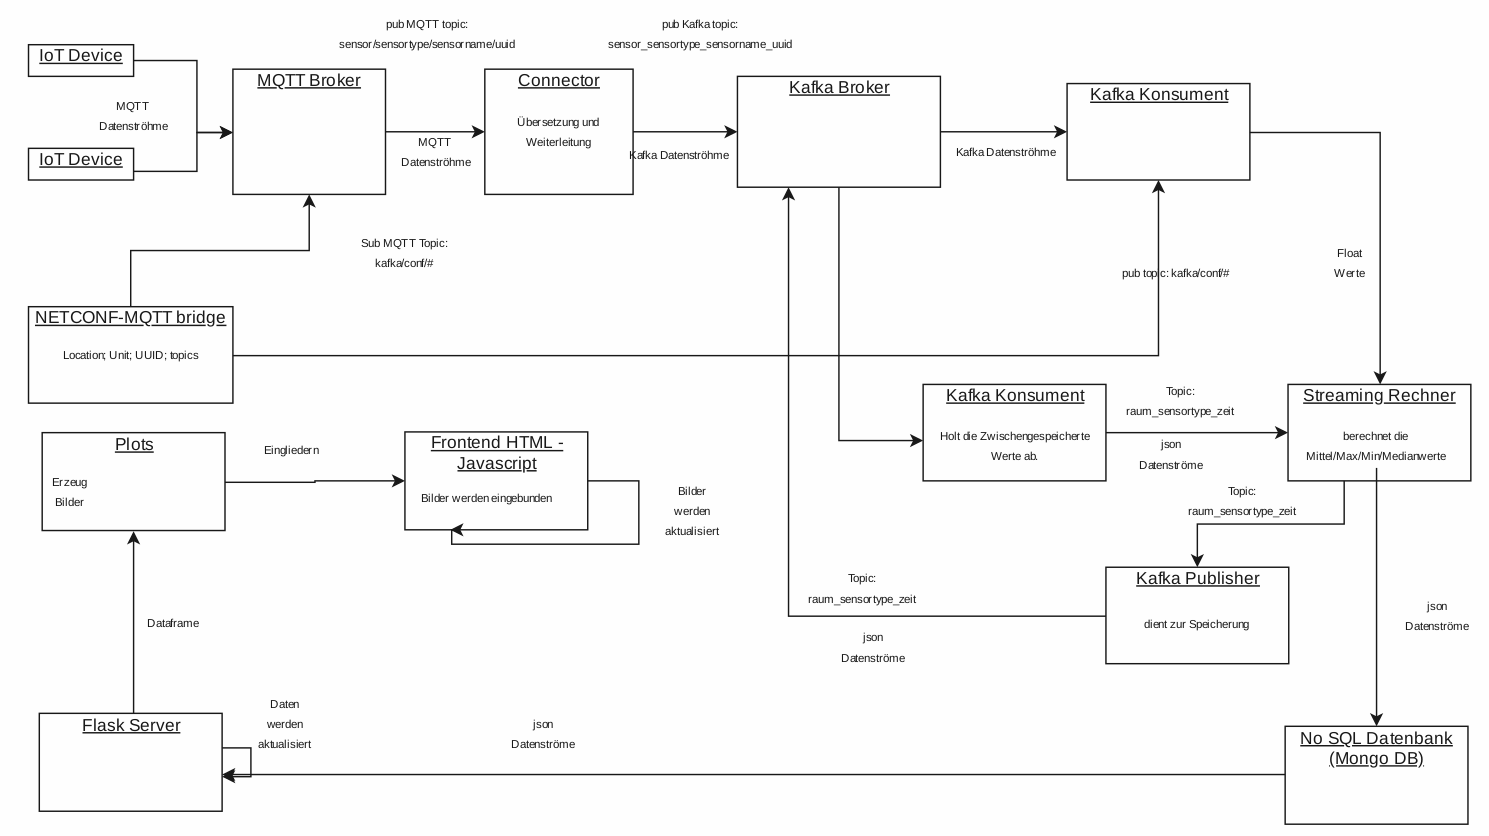 pub MQTT topic:
sensor/sensortype/sensorname/uuid
pub Kafka topic:
sensor_sensortype_sensorname_uuid
IoT Device
MQTT
Datenströhme
IoT Device
MQTT Broker
MQTT
Datenströhme
Connector
Übersetzung und
Weiterleitung
Kafka Datenströhme
Kafka Broker
Kafka Datenströhme
Kafka Konsument
Sub MQTT Topic:
kafka/conf/#
pub topic: kafka/conf/#
Float
Werte
NETCONF-MQTT bridge
Location; Unit; UUID; topics
Kafka Konsument
Holt die Zwischengespeicherte
Werte ab.
Topic:
raum_sensortype_zeit
json
Datenströme
Streaming Rechner
berechnet die
Mittel/Max/Min/Medianwerte
Plots
Erzeug
Bilder
Eingliedern
Frontend HTML -
Javascript
Bilder werden eingebunden
Bilder
werden
aktualisiert
Topic:
raum_sensortype_zeit
Kafka Publisher
dient zur Speicherung
Topic:
raum_sensortype_zeit
json
Datenströme
json
Datenströme
Dataframe
Flask Server
Daten
werden
aktualisiert
json
Datenströme
No SQL Datenbank
(Mongo DB)